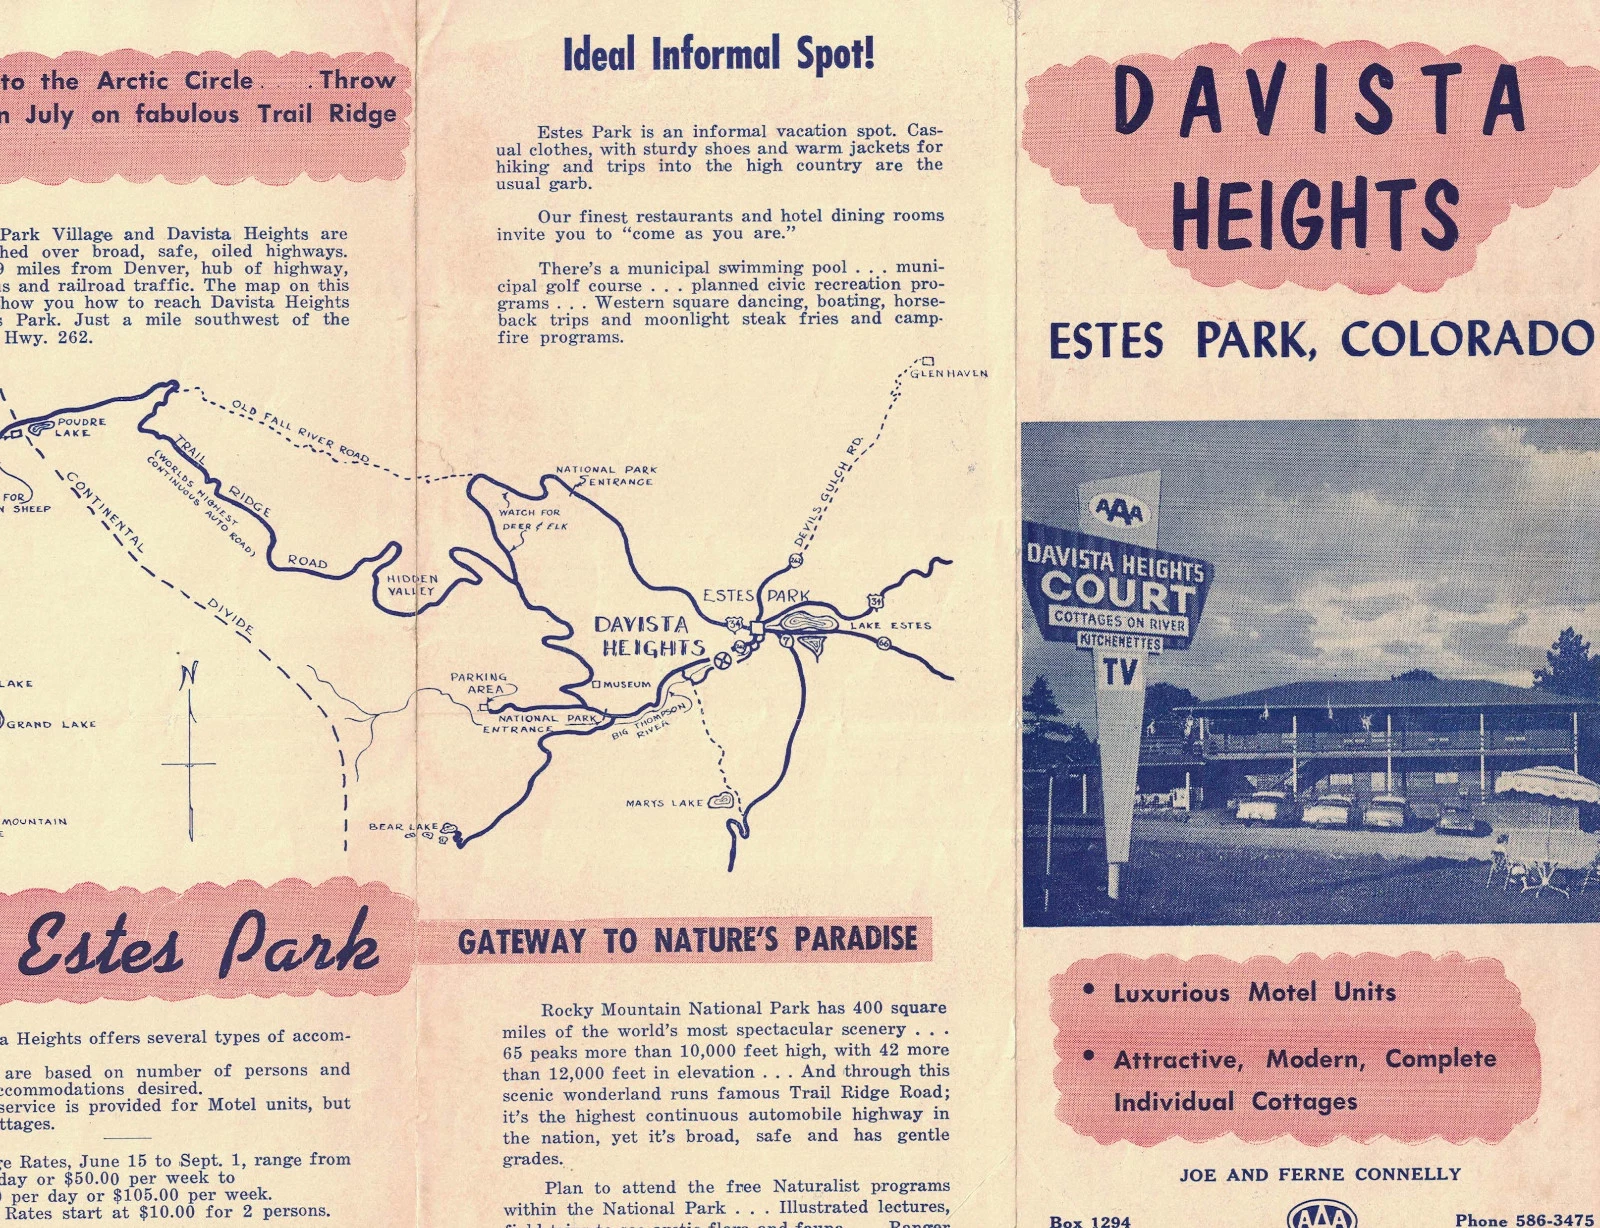 to the Arctic Circle . . . Throw
July on fabulous Trail Ridge
Park Village and Davista Heights are
over broad, safe, oiled highways.
miles from Denver, hub of highway,
and railroad traffic. The map on this
show you how to reach Davista Heights
Park. Just a mile southwest of the
Hwy. 262.
POUDRE
LAKE
OLD FALL RIVER ROAD
TRAIL RIDGE ROAD
(WORLDS HIGHEST
CONTINUOUS AUTO ROAD)
CONTINENTAL DIVIDE
FOR
SHEEP
HIDDEN
VALLEY
N
LAKE
GRAND LAKE
MOUNTAIN
Estes Park
Heights offers several types of accom-
are based on number of persons and
accommodations desired.
service is provided for Motel units, but
Rates, June 15 to Sept. 1, range from
day or $50.00 per week to
per day or $105.00 per week.
Rates start at $10.00 for 2 persons.
Ideal Informal Spot!
Estes Park is an informal vacation spot. Cas-
ual clothes, with sturdy shoes and warm jackets for
hiking and trips into the high country are the
usual garb.
Our finest restaurants and hotel dining rooms
invite you to "come as you are."
There's a municipal swimming pool . . . muni-
cipal golf course . . . planned civic recreation pro-
grams . . . Western square dancing, boating, horse-
back trips and moonlight steak fries and camp-
fire programs.
GLEN HAVEN
DEVILS GULCH RD.
NATIONAL PARK
ENTRANCE
WATCH FOR
DEER & ELK
262
ESTES PARK
34
34
DAVISTA
HEIGHTS
LAKE ESTES
7
66
PARKING
AREA
MUSEUM
NATIONAL PARK
ENTRANCE
BIG THOMPSON
RIVER
MARYS LAKE
BEAR LAKE
GATEWAY TO NATURE'S PARADISE
Rocky Mountain National Park has 400 square
miles of the world's most spectacular scenery . . .
65 peaks more than 10,000 feet high, with 42 more
than 12,000 feet in elevation . . . And through this
scenic wonderland runs famous Trail Ridge Road;
it's the highest continuous automobile highway in
the nation, yet it's broad, safe and has gentle
grades.
Plan to attend the free Naturalist programs
within the National Park . . . Illustrated lectures,
DAVISTA
HEIGHTS
ESTES PARK, COLORADO
AAA
DAVISTA HEIGHTS
COURT
COTTAGES ON RIVER
KITCHENETTES
TV
• Luxurious Motel Units
• Attractive, Modern, Complete
Individual Cottages
JOE AND FERNE CONNELLY
Box 1294
AAA
Phone 586-3475